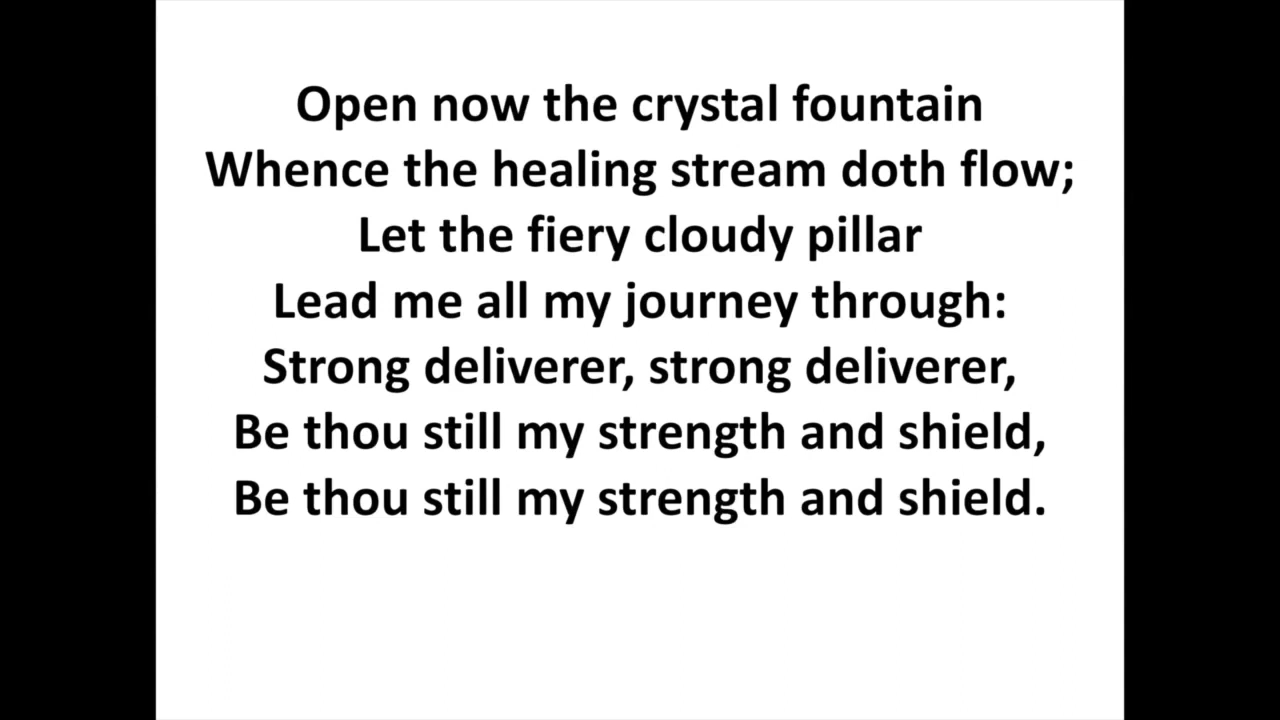 Open now the crystal fountain
Whence the healing stream doth flow;
Let the fiery cloudy pillar
Lead me all my journey through:
Strong deliverer, strong deliverer,
Be thou still my strength and shield,
Be thou still my strength and shield.